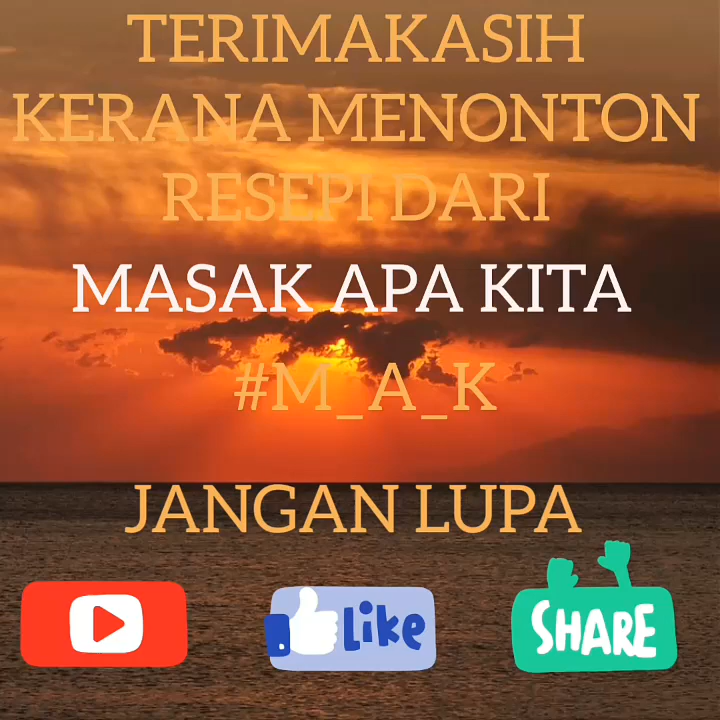 TERIMAKASIH
KERANA MENONTON
RESEPI DARI
MASAK APA KITA
#M_A_K
JANGAN LUPA
Like
SHARE